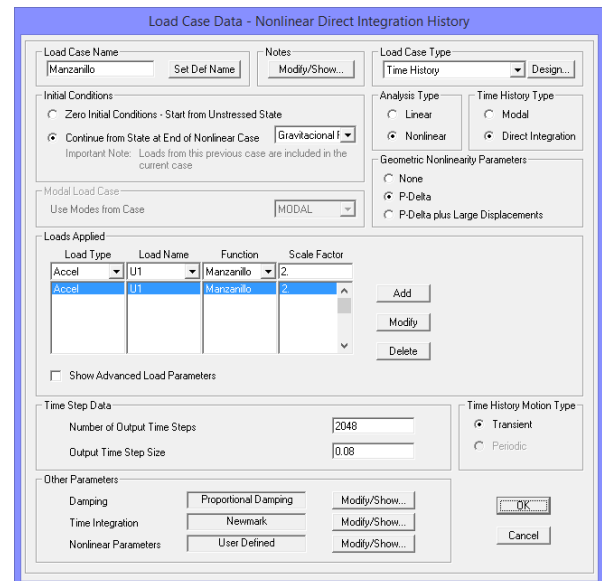 Load Case Data - Nonlinear Direct Integration History
Load Case Name
Notes
Load Case Type
Manzanillo
Set Def Name
Modify/Show...
Time History
Design...
Initial Conditions
Analysis Type
Time History Type
Zero Initial Conditions - Start from Unstressed State
Linear
Modal
Continue from State at End of Nonlinear Case
Gravitacional
Nonlinear
Direct Integration
Important Note: Loads from this previous case are included in the
current case
Geometric Nonlinearity Parameters
None
P-Delta
P-Delta plus Large Displacements
Modal Load Case
Use Modes from Case
MODAL
Loads Applied
Load Type Load Name Function Scale Factor
Accel U1 Manzanillo 2.
Accel U1 Manzanillo 2.
Add
Modify
Delete
Show Advanced Load Parameters
Time Step Data
Time History Motion Type
Number of Output Time Steps 2048
Transient
Output Time Step Size 0.08
Periodic
Other Parameters
Damping Proportional Damping Modify/Show...
OK
Time Integration Newmark Modify/Show...
Cancel
Nonlinear Parameters User Defined Modify/Show...